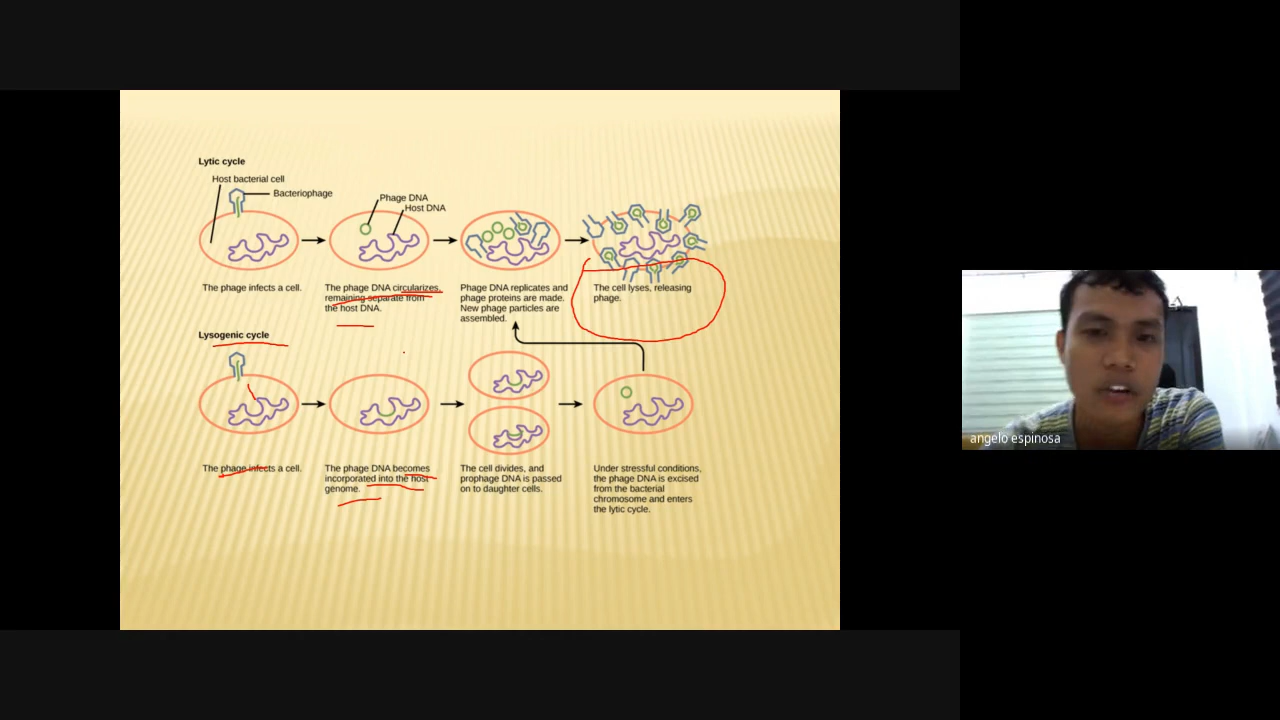 Lytic cycle
Host bacterial cell
Bacteriophage
Phage DNA
Host DNA
The phage infects a cell.
The phage DNA circularizes,
remaining separate from
the host DNA.
Phage DNA replicates and
phage proteins are made.
New phage particles are
assembled.
The cell lyses, releasing
phage.
Lysogenic cycle
The phage infects a cell.
The phage DNA becomes
incorporated into the host
genome.
The cell divides, and
prophage DNA is passed
on to daughter cells.
Under stressful conditions,
the phage DNA is excised
from the bacterial
chromosome and enters
the lytic cycle.
angelo espinosa